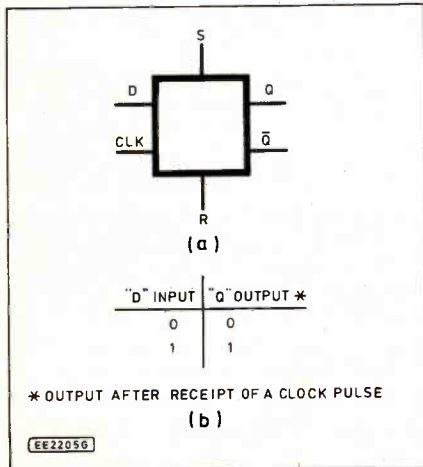 S
D Q
CLK Q̅
R
(a)
"D" INPUT "Q" OUTPUT *
0 0
1 1
* OUTPUT AFTER RECEIPT OF A CLOCK PULSE
(b)
EE2205G